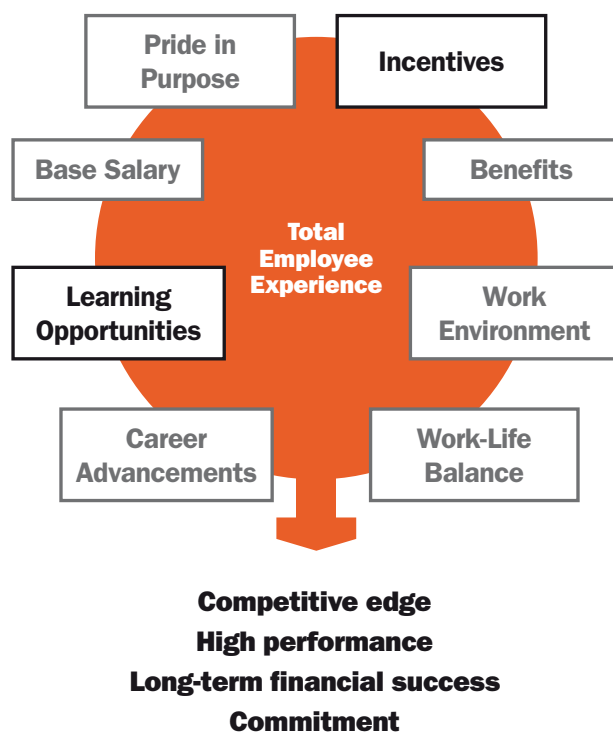 Pride in
Purpose
Incentives
Base Salary
Benefits
Total
Employee
Experience
Learning
Opportunities
Work
Environment
Career
Advancements
Work-Life
Balance
Competitive edge
High performance
Long-term financial success
Commitment